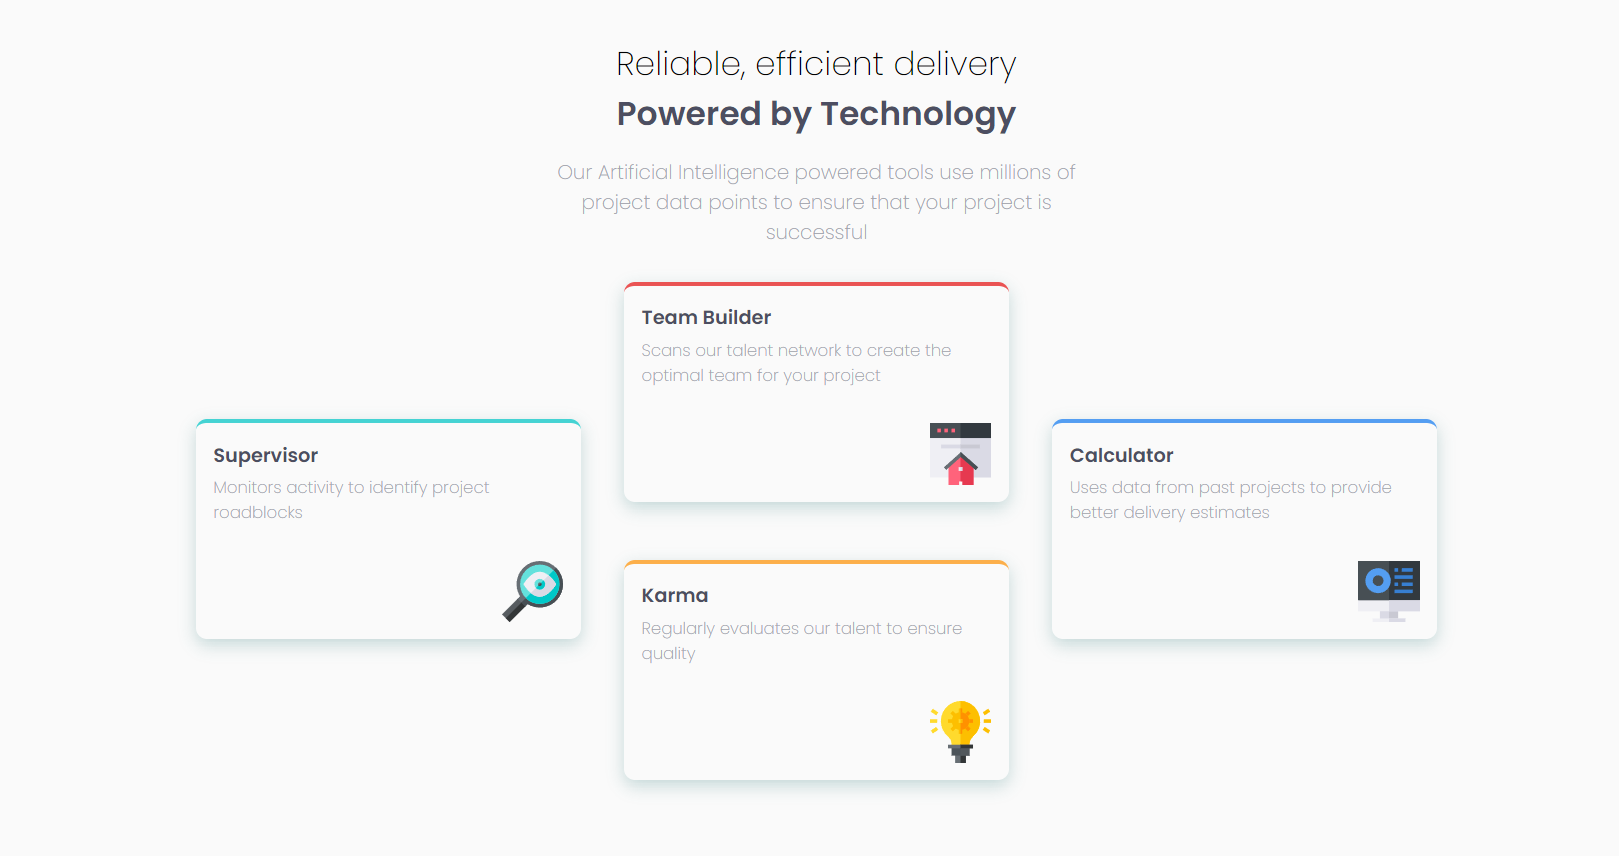 Reliable, efficient delivery
Powered by Technology
Our Artificial Intelligence powered tools use millions of
project data points to ensure that your project is
successful
Supervisor
Monitors activity to identify project
roadblocks
Team Builder
Scans our talent network to create the
optimal team for your project
Karma
Regularly evaluates our talent to ensure
quality
Calculator
Uses data from past projects to provide
better delivery estimates